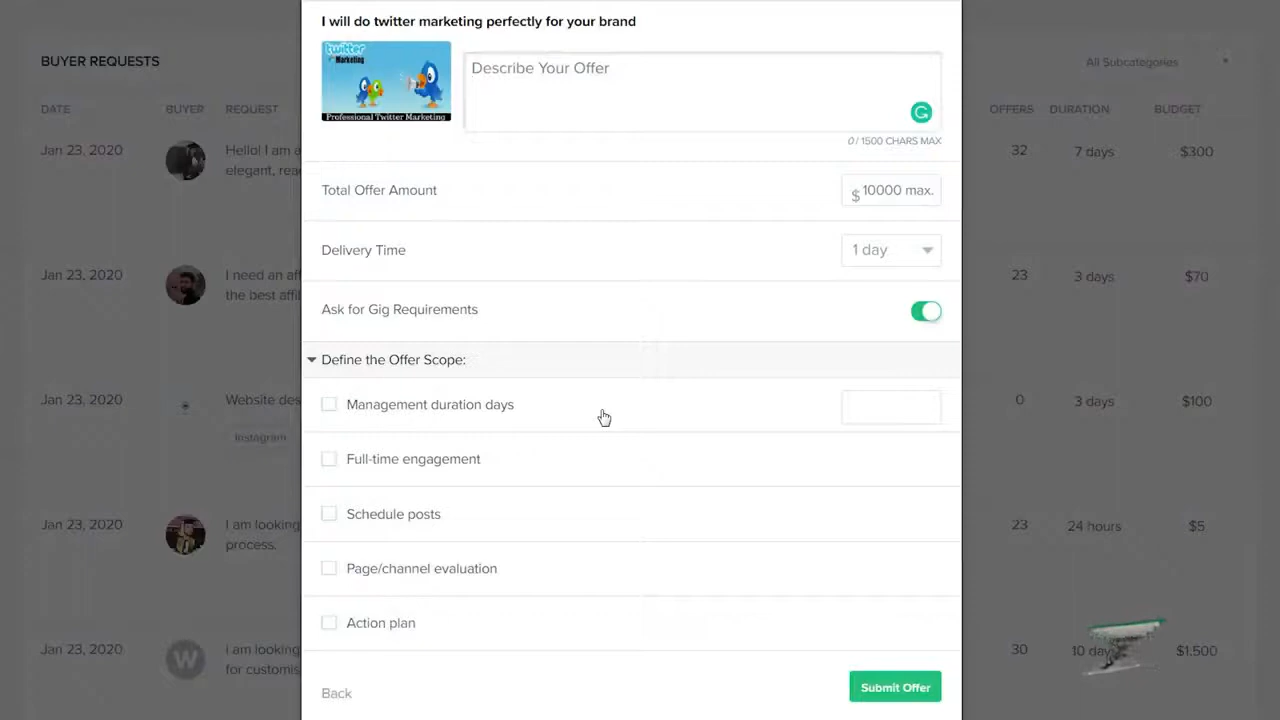 I will do twitter marketing perfectly for your brand
twitter
Marketing
Professional Twitter Marketing
Describe Your Offer
0 / 1500 CHARS MAX
Total Offer Amount
$ 10000 max.
Delivery Time
1 day
Ask for Gig Requirements
Define the Offer Scope:
Management duration days
Full-time engagement
Schedule posts
Page/channel evaluation
Action plan
Back
Submit Offer
BUYER REQUESTS
All Subcategories
DATE BUYER REQUEST OFFERS DURATION BUDGET
Jan 23, 2020 Hello! I am a 32 7 days $300
elegant, rea
Jan 23, 2020 I need an aff 23 3 days $70
the best affil
Jan 23, 2020 Website des 0 3 days $100
Instagram
Jan 23, 2020 I am looking 23 24 hours $5
process.
Jan 23, 2020 W I am looking 30 10 days $1,500
for customis